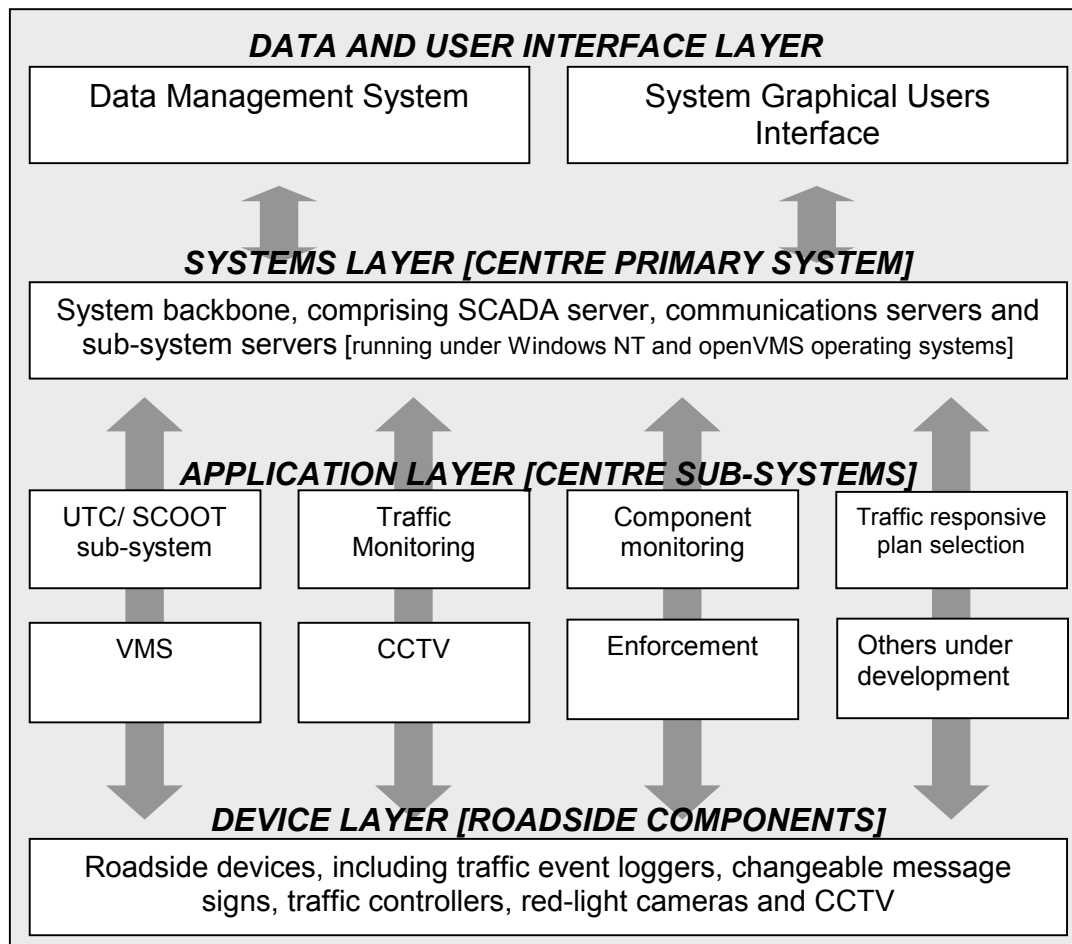 DATA AND USER INTERFACE LAYER
Data Management System
System Graphical Users
Interface
SYSTEMS LAYER [CENTRE PRIMARY SYSTEM]
System backbone, comprising SCADA server, communications servers and
sub-system servers [running under Windows NT and openVMS operating systems]
APPLICATION LAYER [CENTRE SUB-SYSTEMS]
UTC/ SCOOT
sub-system
Traffic
Monitoring
Component
monitoring
Traffic responsive
plan selection
VMS
CCTV
Enforcement
Others under
development
DEVICE LAYER [ROADSIDE COMPONENTS]
Roadside devices, including traffic event loggers, changeable message
signs, traffic controllers, red-light cameras and CCTV